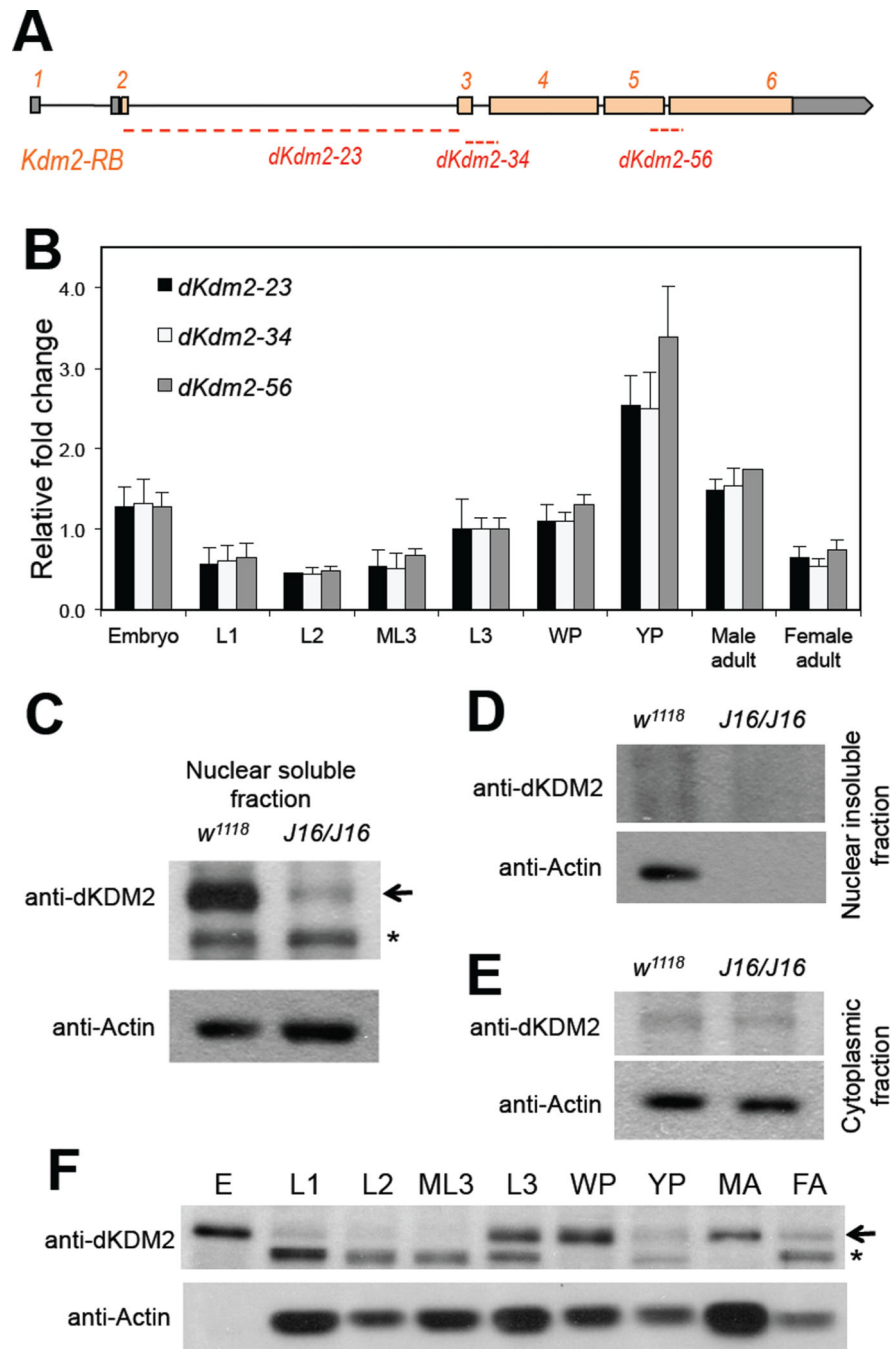 A
1 2 3 4 5 6
Kdm2-RB dKdm2-23 dKdm2-34 dKdm2-56
B
Relative fold change
4.0
3.0
2.0
1.0
0.0
dKdm2-23
dKdm2-34
dKdm2-56
Embryo L1 L2 ML3 L3 WP YP Male adult Female adult
C
Nuclear soluble
fraction
w1118 J16/J16
anti-dKDM2
*
anti-Actin
D
w1118 J16/J16
anti-dKDM2
anti-Actin
Nuclear insoluble
fraction
E
w1118 J16/J16
anti-dKDM2
anti-Actin
Cytoplasmic
fraction
F
E L1 L2 ML3 L3 WP YP MA FA
anti-dKDM2
*
anti-Actin